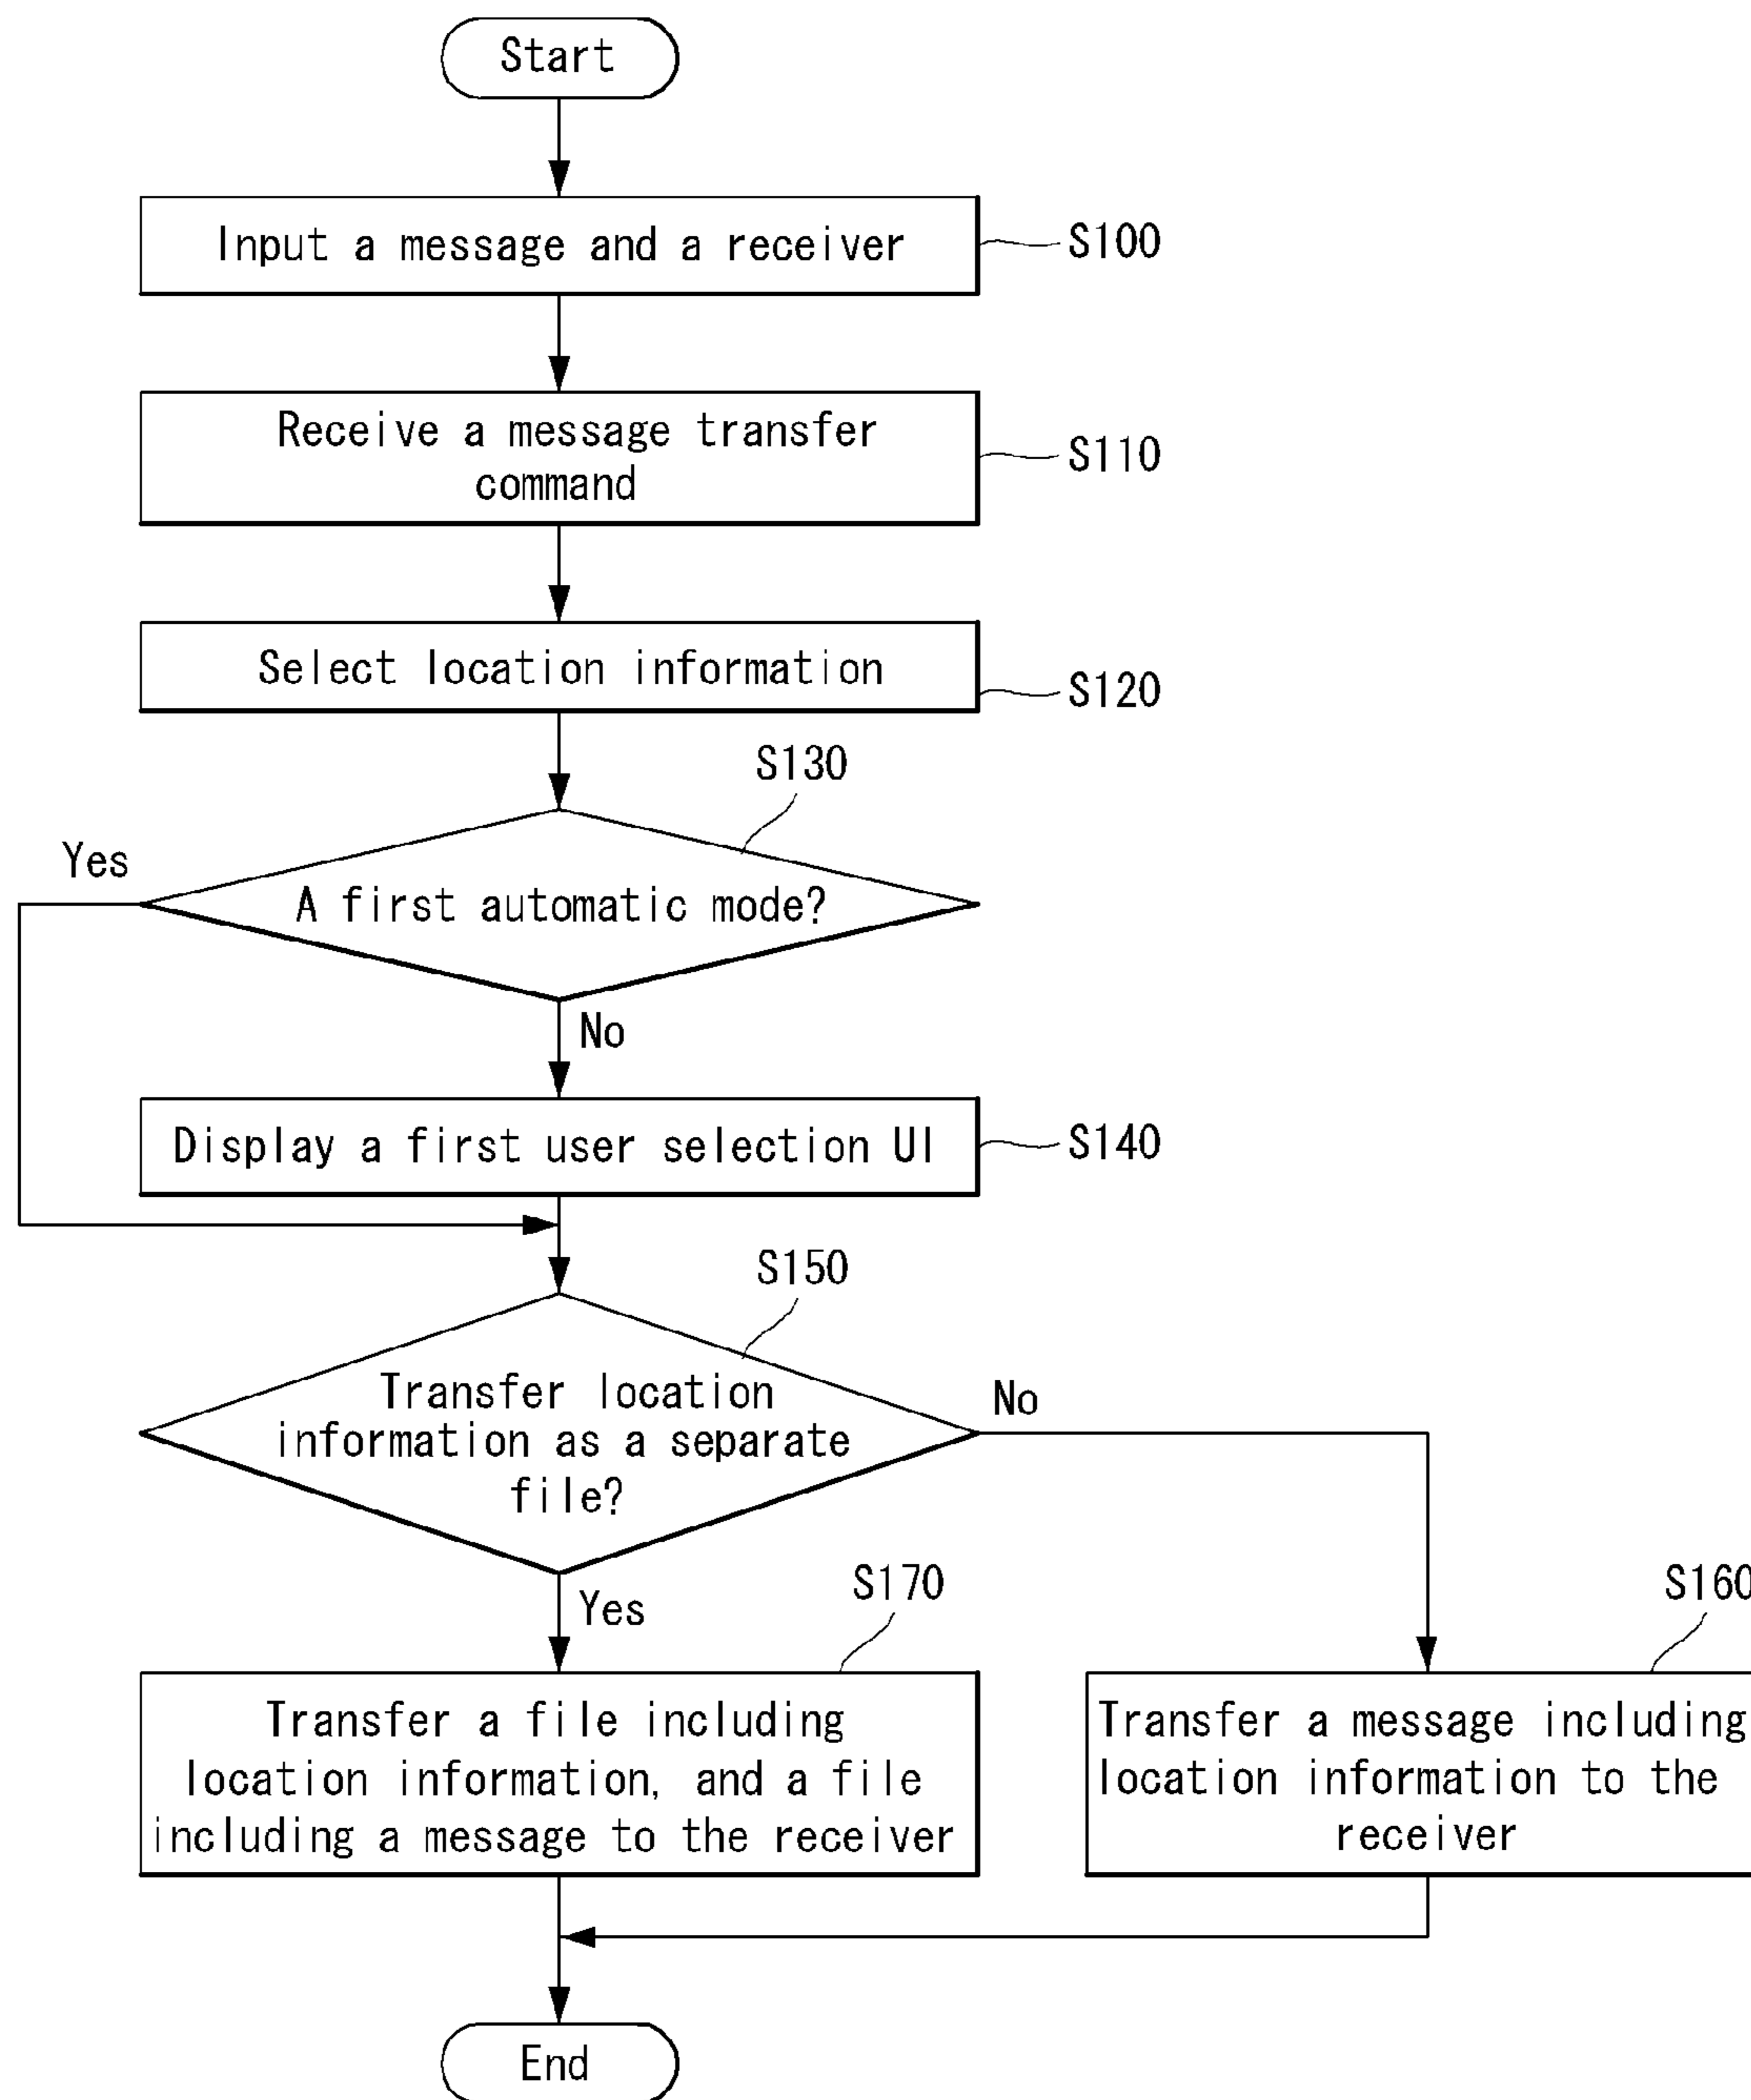 Start
Input a message and a receiver
S100
Receive a message transfer
command
S110
Select location information
S120
S130
Yes
A first automatic mode?
No
Display a first user selection UI
S140
S150
Transfer location
information as a separate
file?
No
Yes
S170
S160
Transfer a file including
location information, and a file
including a message to the receiver
Transfer a message including
location information to the
receiver
End